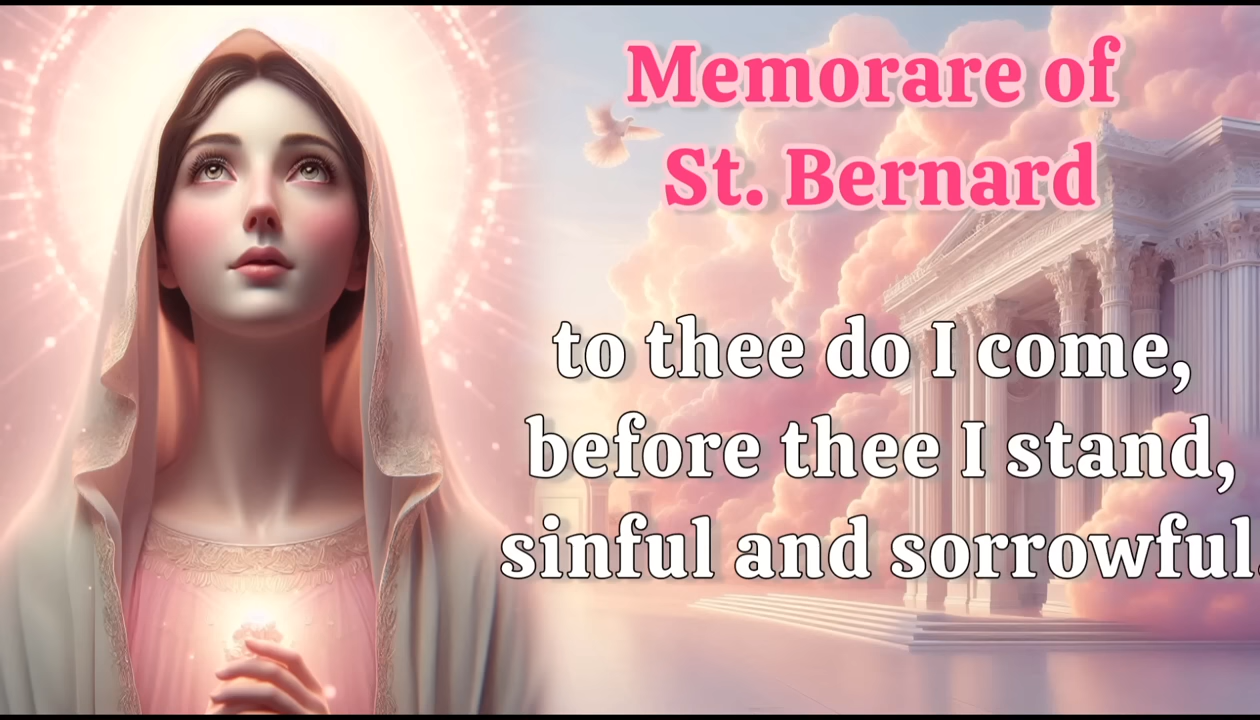 Memorare of
St. Bernard
to thee do I come,
before thee I stand,
sinful and sorrowful.